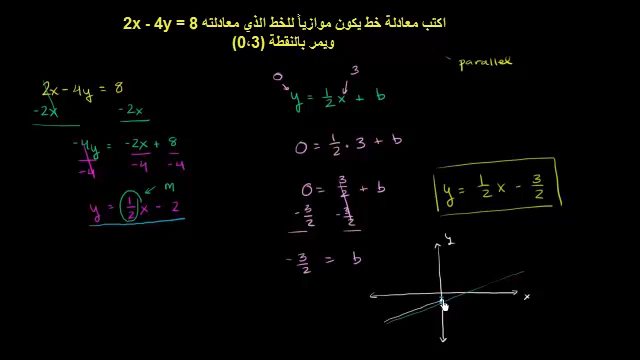 اكتب معادلة خط يكون موازياً للخط الذي معادلته 2x - 4y = 8
ويمر بالنقطة (0،3)
parallel
2x - 4y = 8
-2x -2x
-4y = -2x + 8
-4 -4 -4
y = 1/2 x - 2
m
0 3
y = 1/2 x + b
0 = 1/2 · 3 + b
0 = 3/2 + b
-3/2 -3/2
-3/2 = b
y = 1/2 x - 3/2
y
x